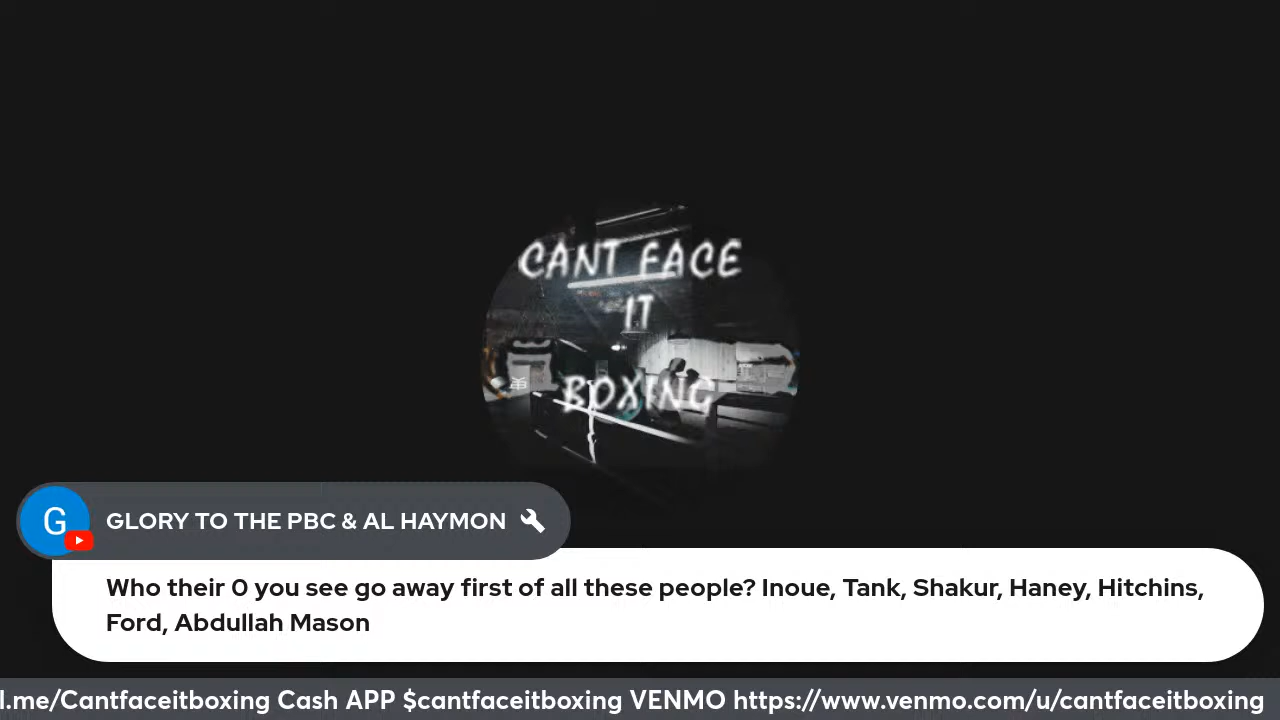 CANT FACE
IT
BOXING
G
GLORY TO THE PBC & AL HAYMON
Who their 0 you see go away first of all these people? Inoue, Tank, Shakur, Haney, Hitchins,
Ford, Abdullah Mason
l.me/Cantfaceitboxing Cash APP $cantfaceitboxing VENMO https://www.venmo.com/u/cantfaceitboxing